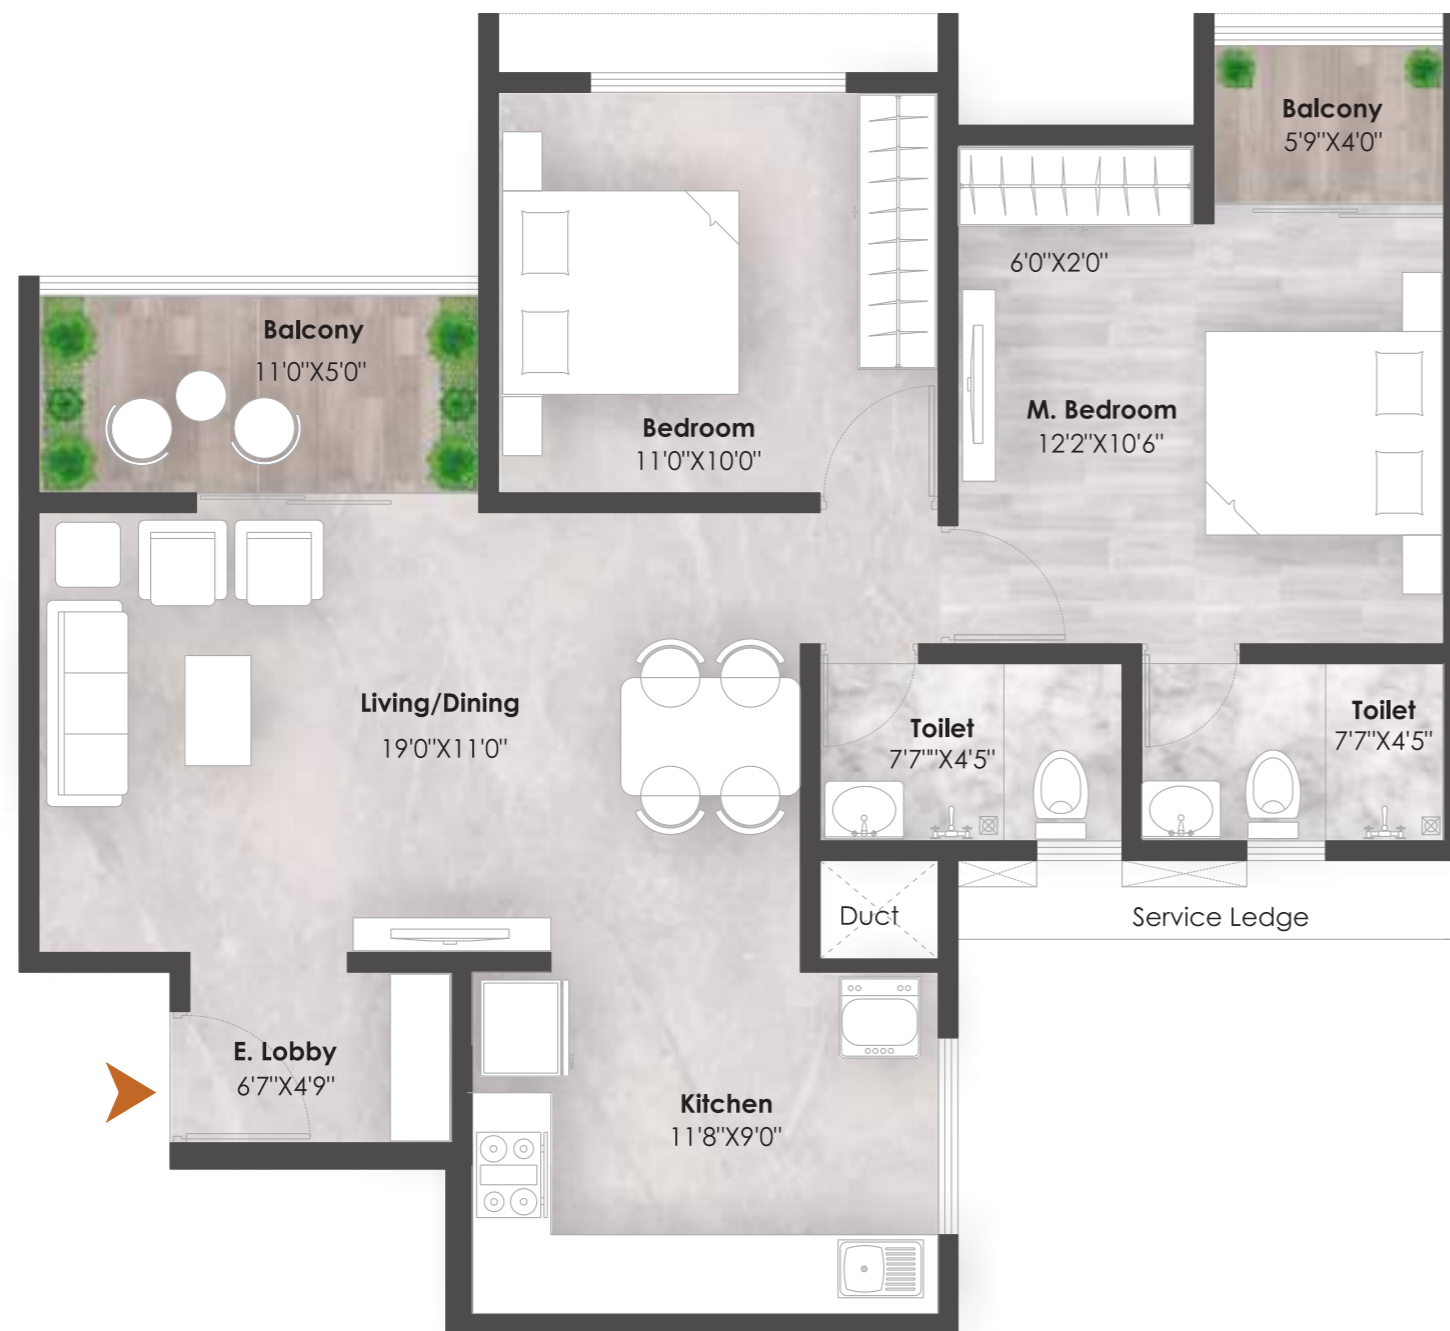 Balcony
5'9"X4'0"
6'0"X2'0"
Balcony
11'0"X5'0"
Bedroom
11'0"X10'0"
M. Bedroom
12'2"X10'6"
Living/Dining
19'0"X11'0"
Toilet
7'7""X4'5"
Toilet
7'7"X4'5"
Duct
Service Ledge
E. Lobby
6'7"X4'9"
Kitchen
11'8"X9'0"